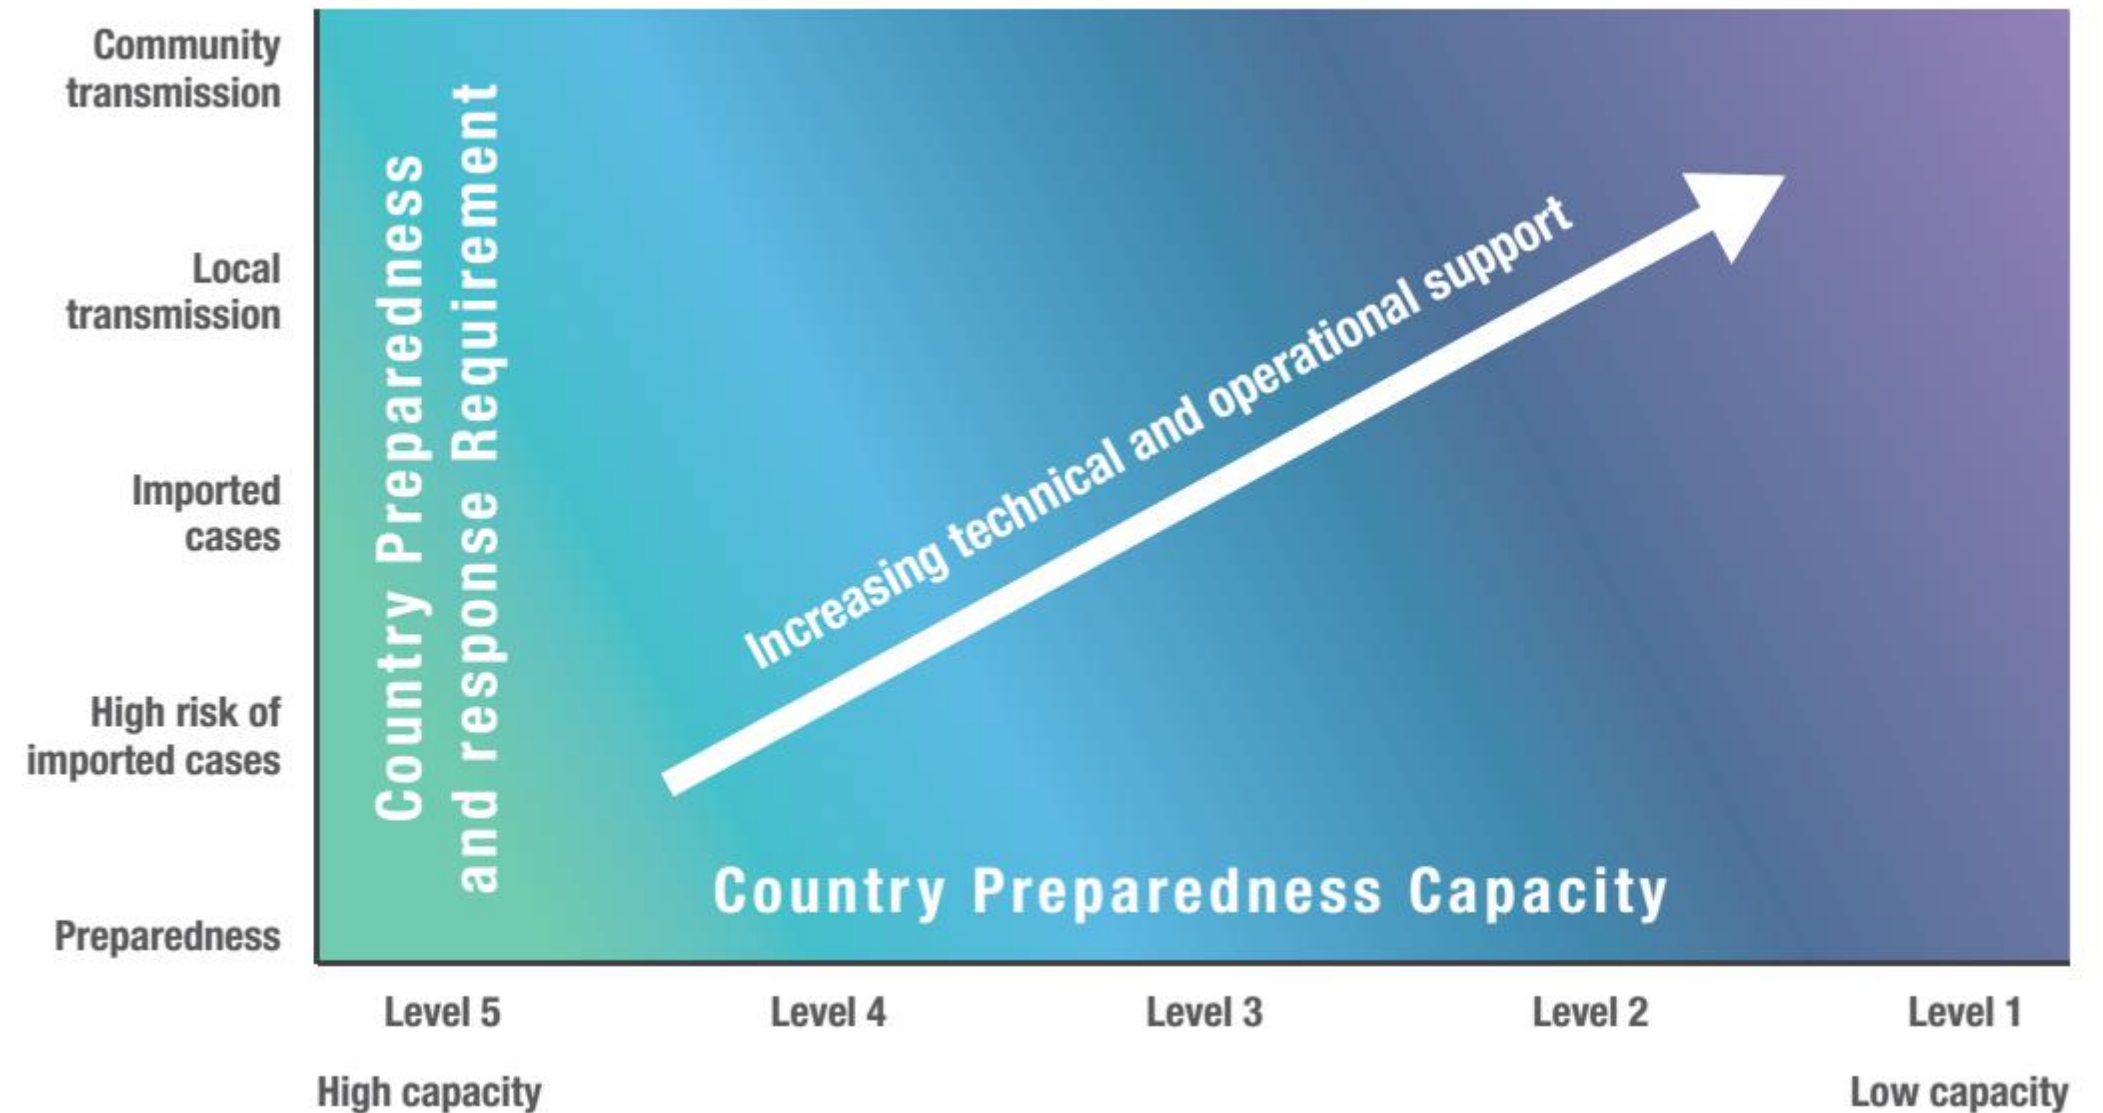 Community
transmission
Local
transmission
Imported
cases
High risk of
imported cases
Preparedness
Country Preparedness
and response Requirement
Increasing technical and operational support
Country Preparedness Capacity
Level 5
Level 4
Level 3
Level 2
Level 1
High capacity
Low capacity